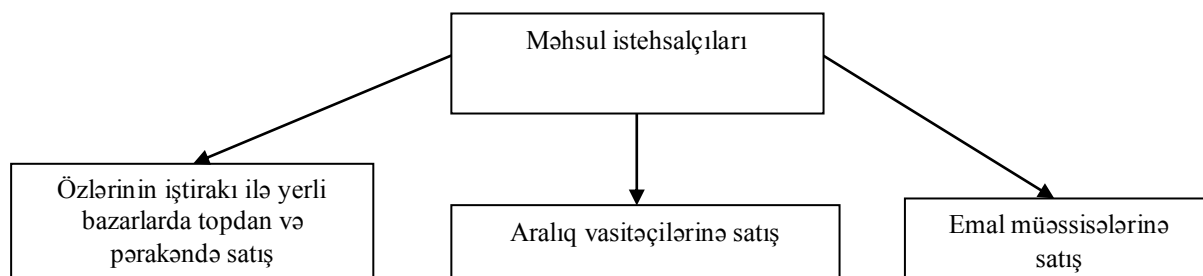 Məhsul istehsalçıları
Özlərinin iştirakı ilə yerli
bazarlarda topdan və
pərakəndə satış
Aralıq vasitəçilərinə satış
Emal müəssisələrinə
satış